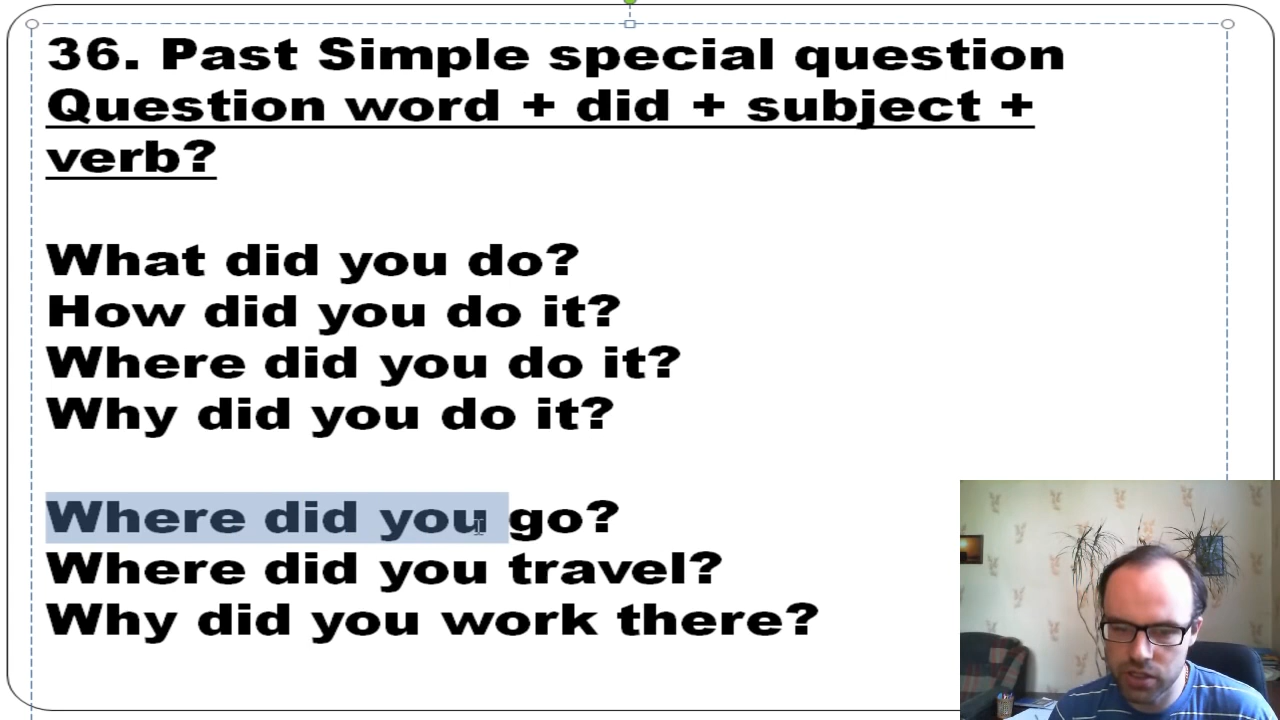 36. Past Simple special question
Question word + did + subject +
verb?
What did you do?
How did you do it?
Where did you do it?
Why did you do it?
Where did you go?
Where did you travel?
Why did you work there?